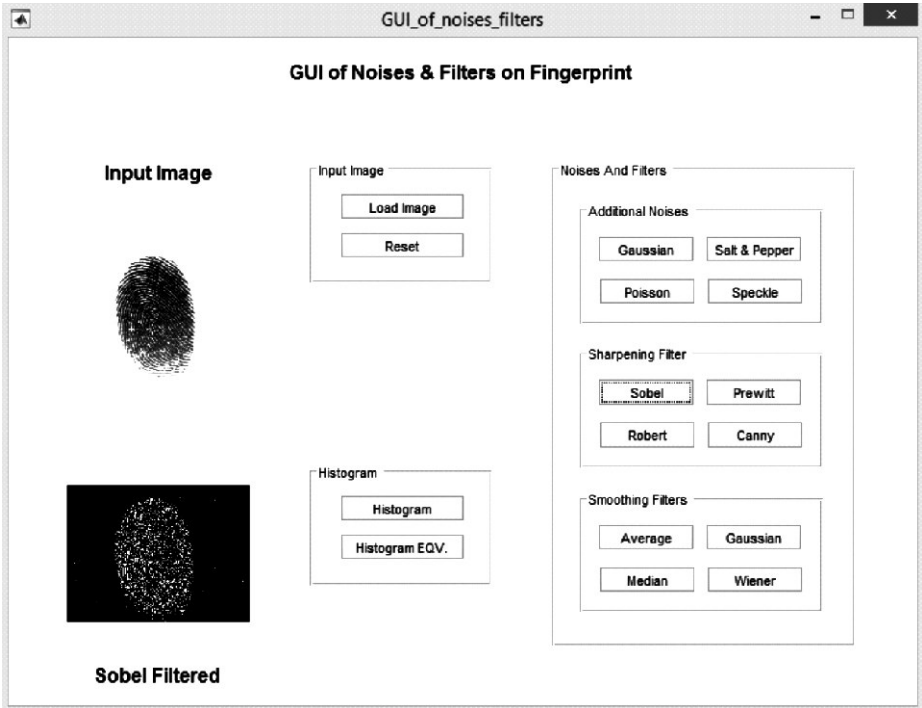 GUI_of_noises_filters
GUI of Noises & Filters on Fingerprint
Input Image
Input Image
Load Image
Reset
Noises And Filters
Additional Noises
Gaussian Salt & Pepper
Poisson Speckle
Sharpening Filter
Sobel Prewitt
Robert Canny
Histogram
Histogram
Histogram EQV.
Smoothing Filters
Average Gaussian
Median Wiener
Sobel Filtered